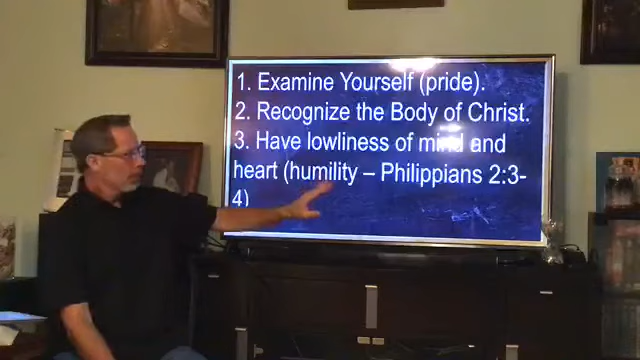 1. Examine Yourself (pride).
2. Recognize the Body of Christ.
3. Have lowliness of mind and
heart (humility – Philippians 2:3-
4)